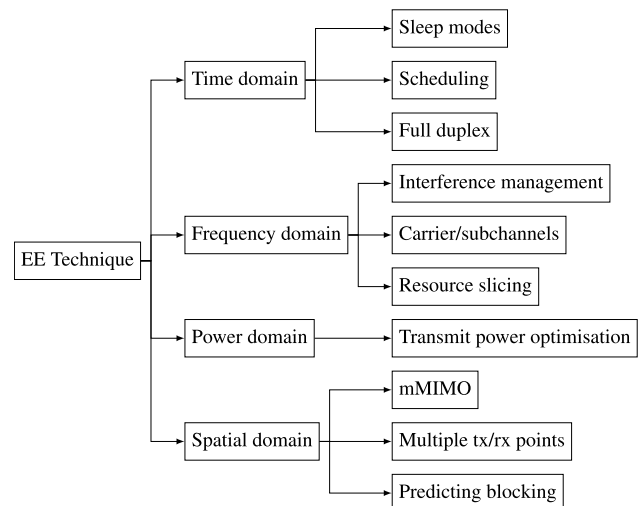 EE Technique
Time domain
Sleep modes
Scheduling
Full duplex
Frequency domain
Interference management
Carrier/subchannels
Resource slicing
Power domain
Transmit power optimisation
Spatial domain
mMIMO
Multiple tx/rx points
Predicting blocking